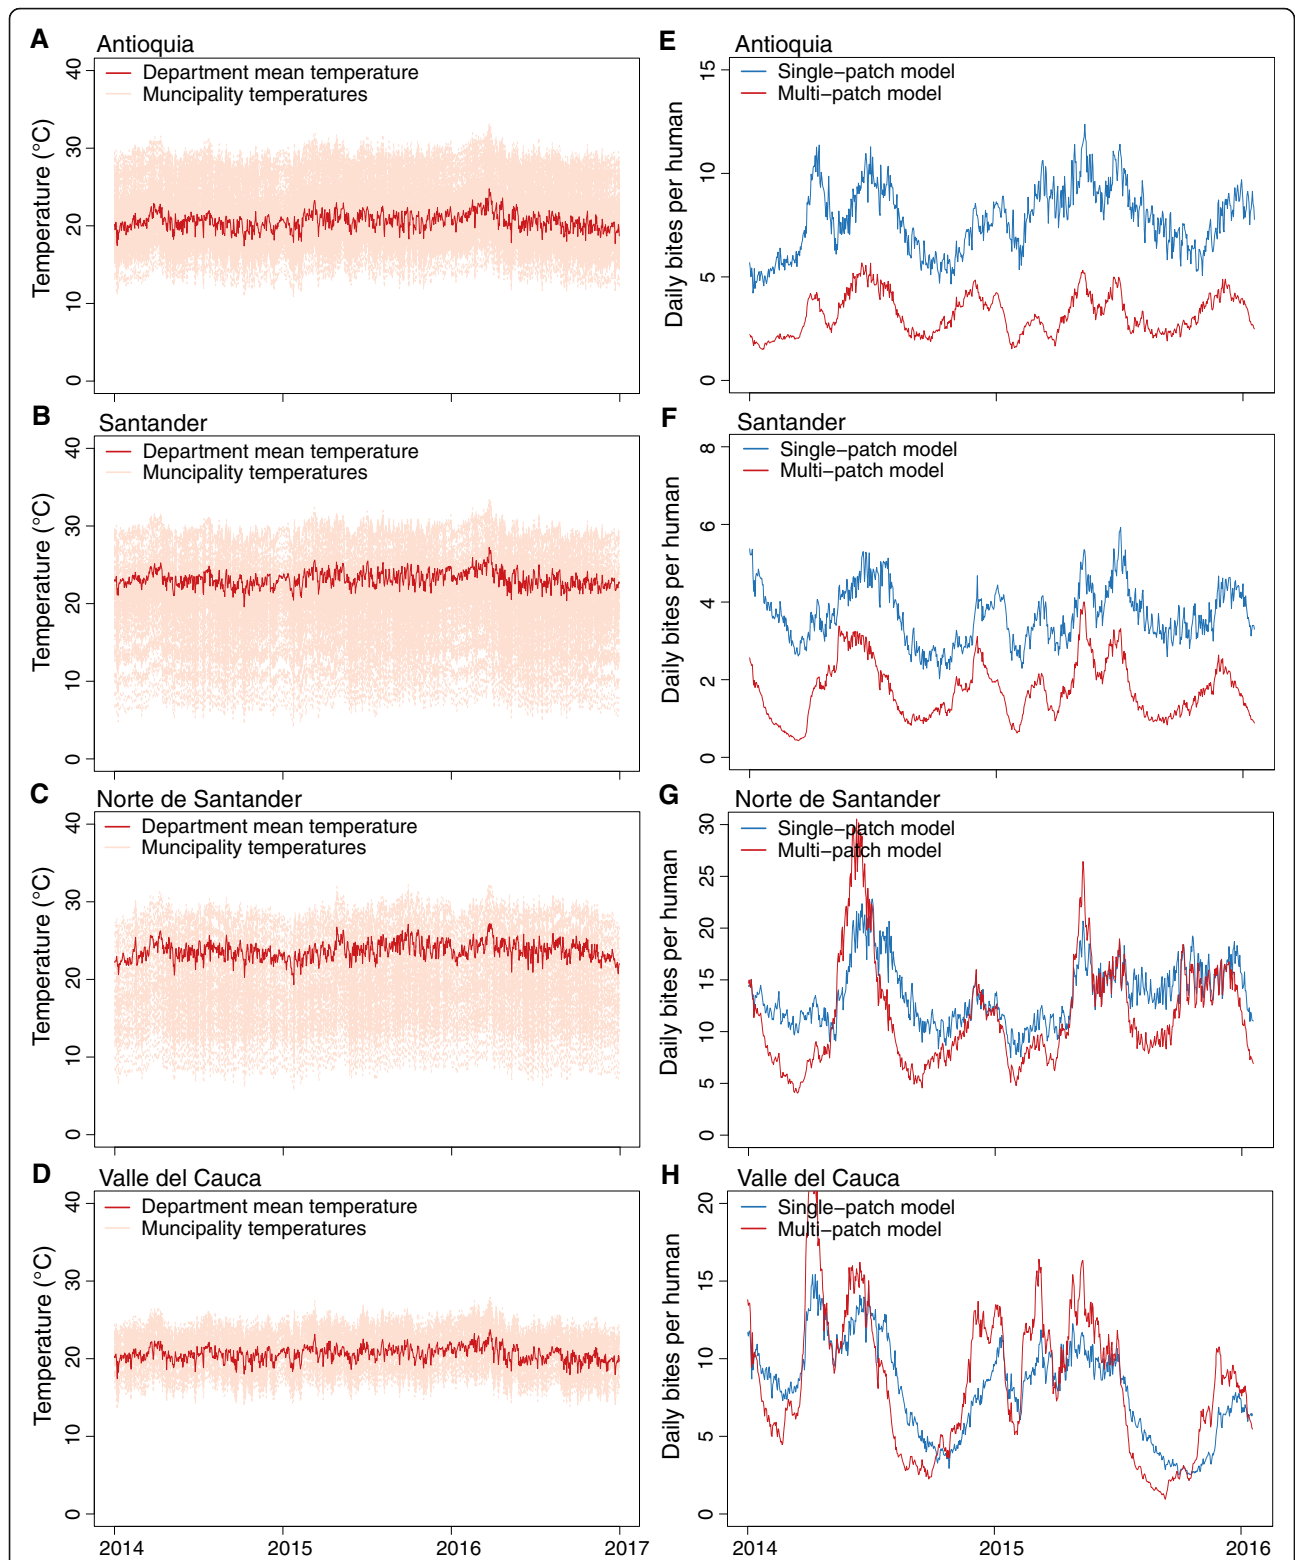 A
Antioquia
Department mean temperature
Muncipality temperatures
Temperature (°C)
40
30
20
10
0
E
Antioquia
Single−patch model
Multi−patch model
Daily bites per human
15
10
5
0
B
Santander
Department mean temperature
Muncipality temperatures
Temperature (°C)
40
30
20
10
0
F
Santander
Single−patch model
Multi−patch model
Daily bites per human
8
6
4
2
0
C
Norte de Santander
Department mean temperature
Muncipality temperatures
Temperature (°C)
40
30
20
10
0
G
Norte de Santander
Single−patch model
Multi−patch model
Daily bites per human
30
25
20
15
10
5
0
D
Valle del Cauca
Department mean temperature
Muncipality temperatures
Temperature (°C)
40
30
20
10
0
2014 2015 2016 2017
H
Valle del Cauca
Single−patch model
Multi−patch model
Daily bites per human
20
15
10
5
0
2014 2015 2016